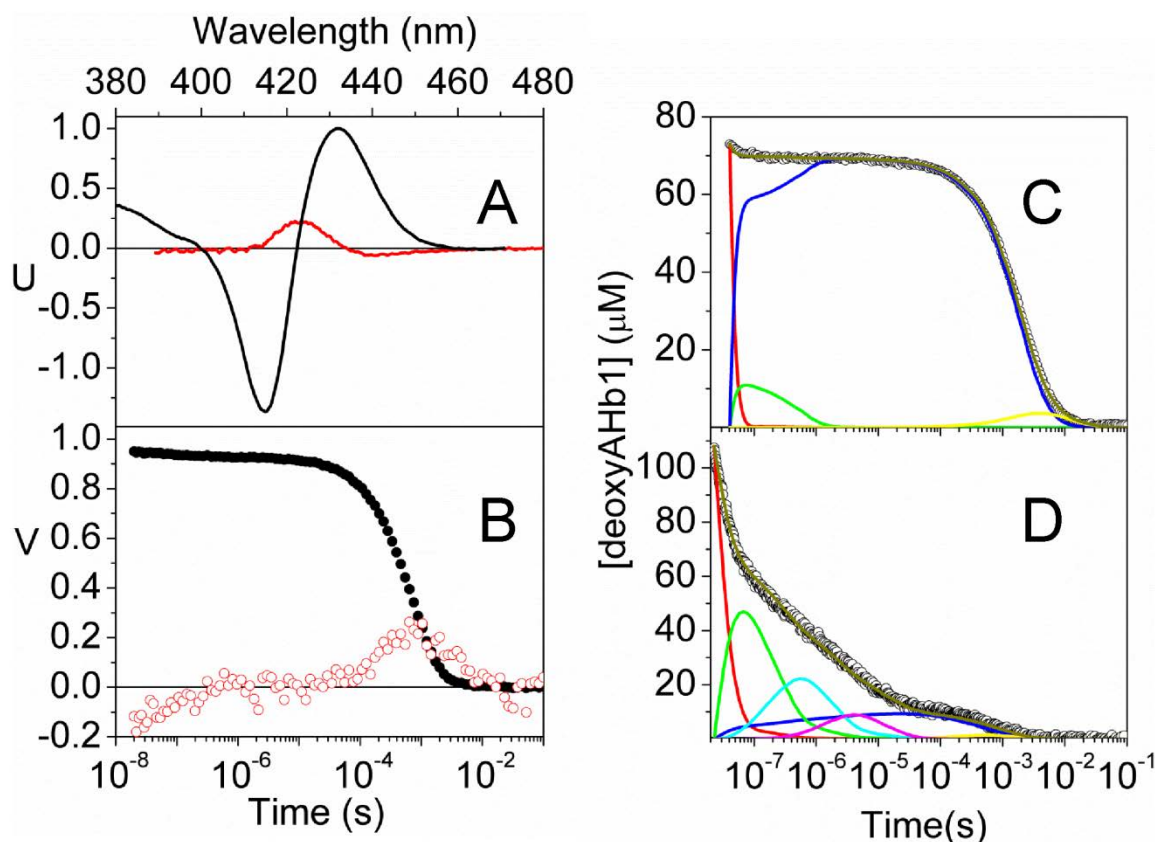 Wavelength (nm)
380 400 420 440 460 480
1.0
0.5
0.0
-0.5
-1.0
U
A
1.0
0.8
0.6
0.4
0.2
0.0
-0.2
V
B
10-8 10-6 10-4 10-2
Time (s)
80
60
40
20
C
[deoxyAHb1] (μM)
100
80
60
40
20
D
10-7 10-6 10-5 10-4 10-3 10-2 10-1
Time(s)